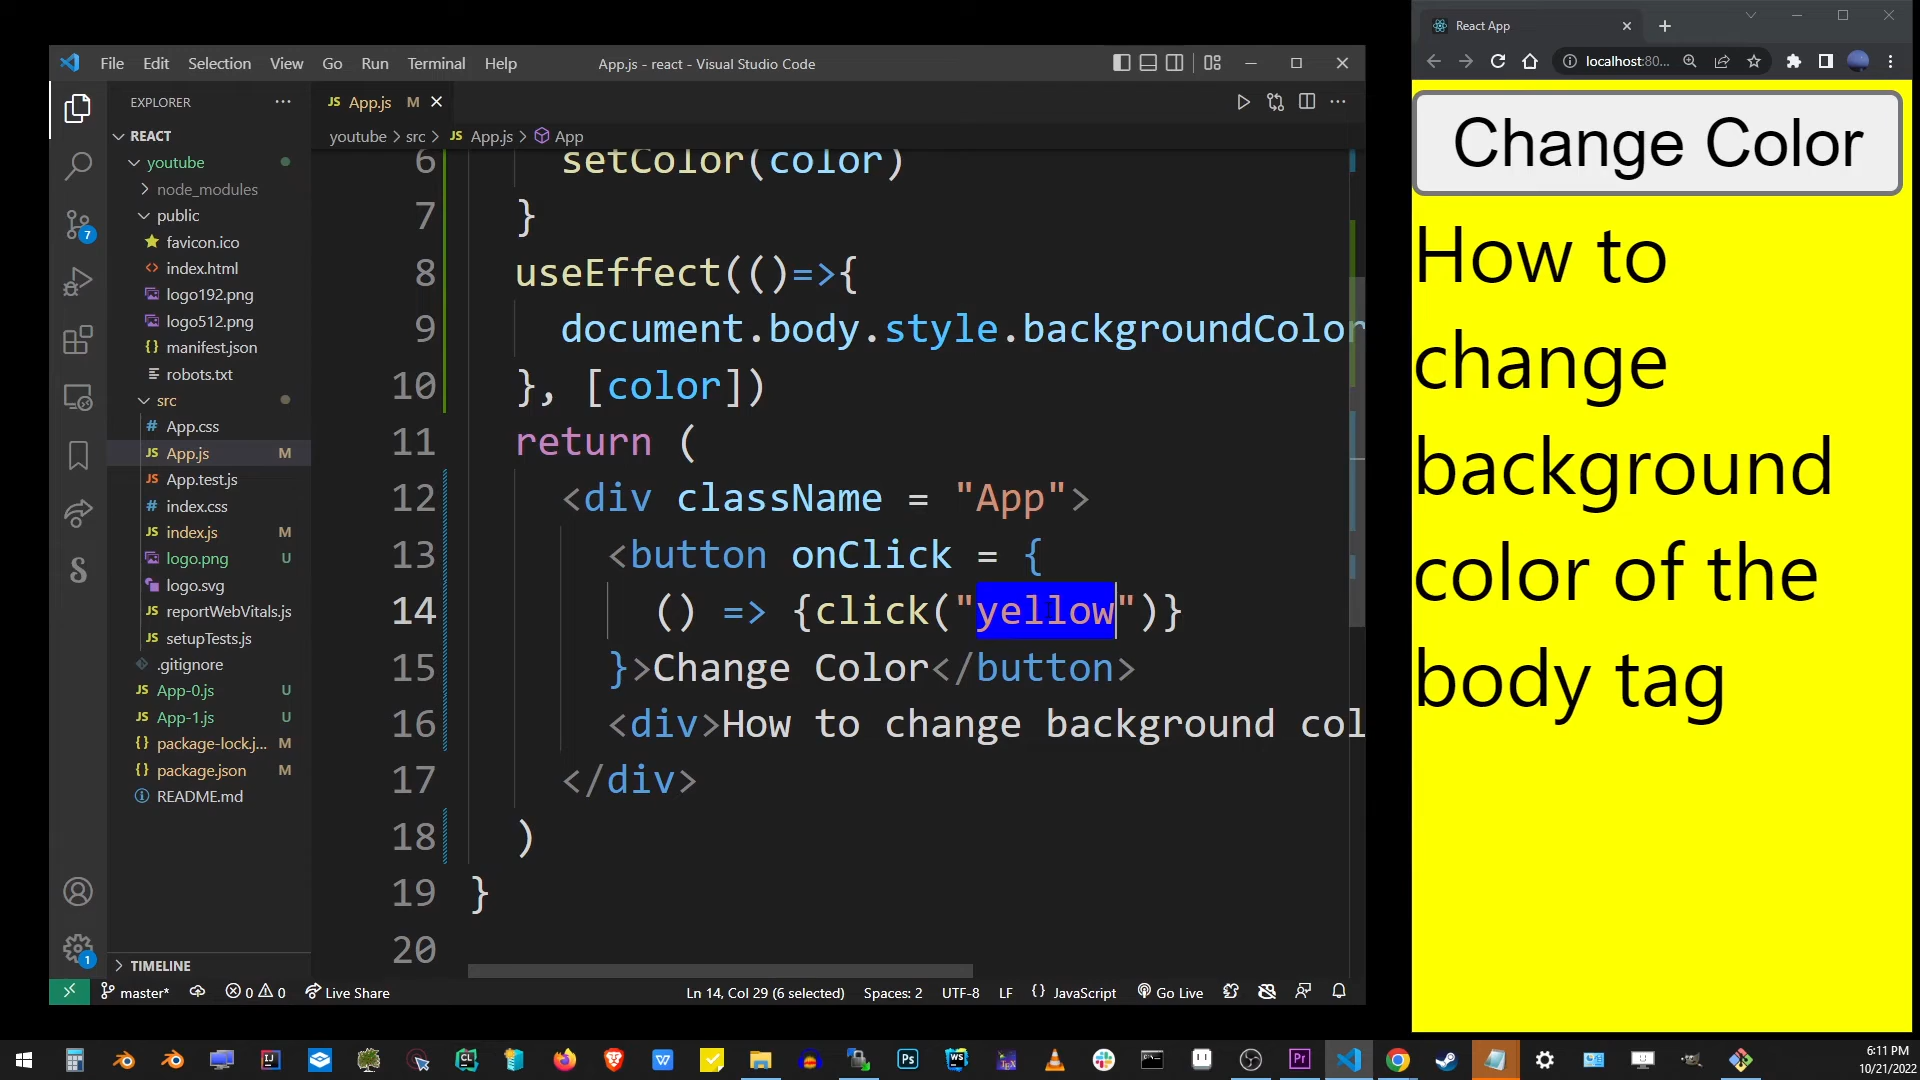 File Edit Selection View Go Run Terminal Help
App.js - react - Visual Studio Code
EXPLORER
REACT
youtube
node_modules
public
favicon.ico
index.html
logo192.png
logo512.png
manifest.json
robots.txt
src
App.css
App.js M
App.test.js
index.css
index.js M
logo.png U
logo.svg
reportWebVitals.js
setupTests.js
.gitignore
App-0.js U
App-1.js U
package-lock.j... M
package.json M
README.md
TIMELINE
JS App.js M
youtube > src > JS App.js > App
6 setColor(color)
7 }
8 useEffect(()=>{
9 document.body.style.backgroundColor
10 }, [color])
11 return (
12 <div className = "App">
13 <button onClick = {
14 () => {click("yellow")}
15 }>Change Color</button>
16 <div>How to change background col
17 </div>
18 )
19 }
20
7
1
master* 0 0 Live Share
Ln 14, Col 29 (6 selected) Spaces: 2 UTF-8 LF {} JavaScript Go Live
React App
localhost:80...
Change Color
How to
change
background
color of the
body tag
6:11 PM
10/21/2022